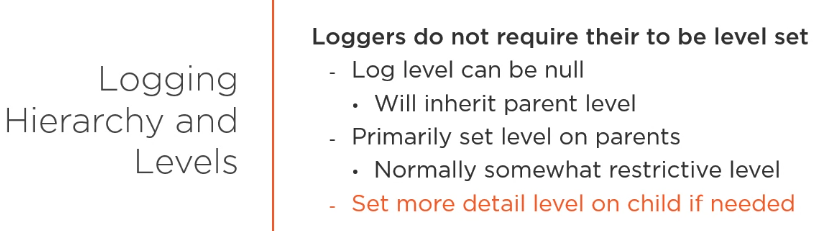 Logging
Hierarchy and
Levels
Loggers do not require their to be level set
- Log level can be null
• Will inherit parent level
- Primarily set level on parents
• Normally somewhat restrictive level
- Set more detail level on child if needed